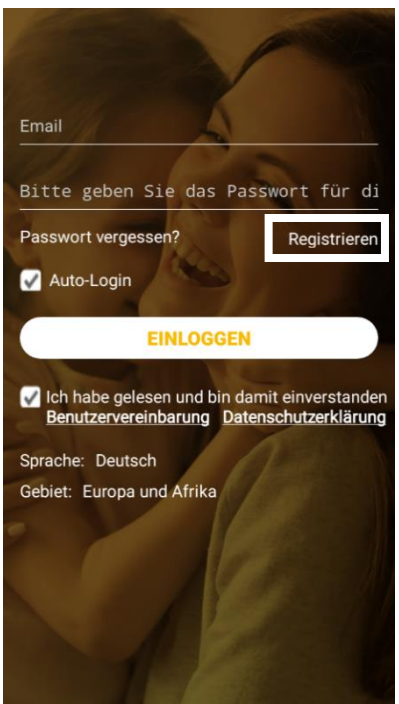 Email
Bitte geben Sie das Passwort für di
Passwort vergessen?
Registrieren
Auto-Login
EINLOGGEN
Ich habe gelesen und bin damit einverstanden
Benutzervereinbarung Datenschutzerklärung
Sprache: Deutsch
Gebiet: Europa und Afrika